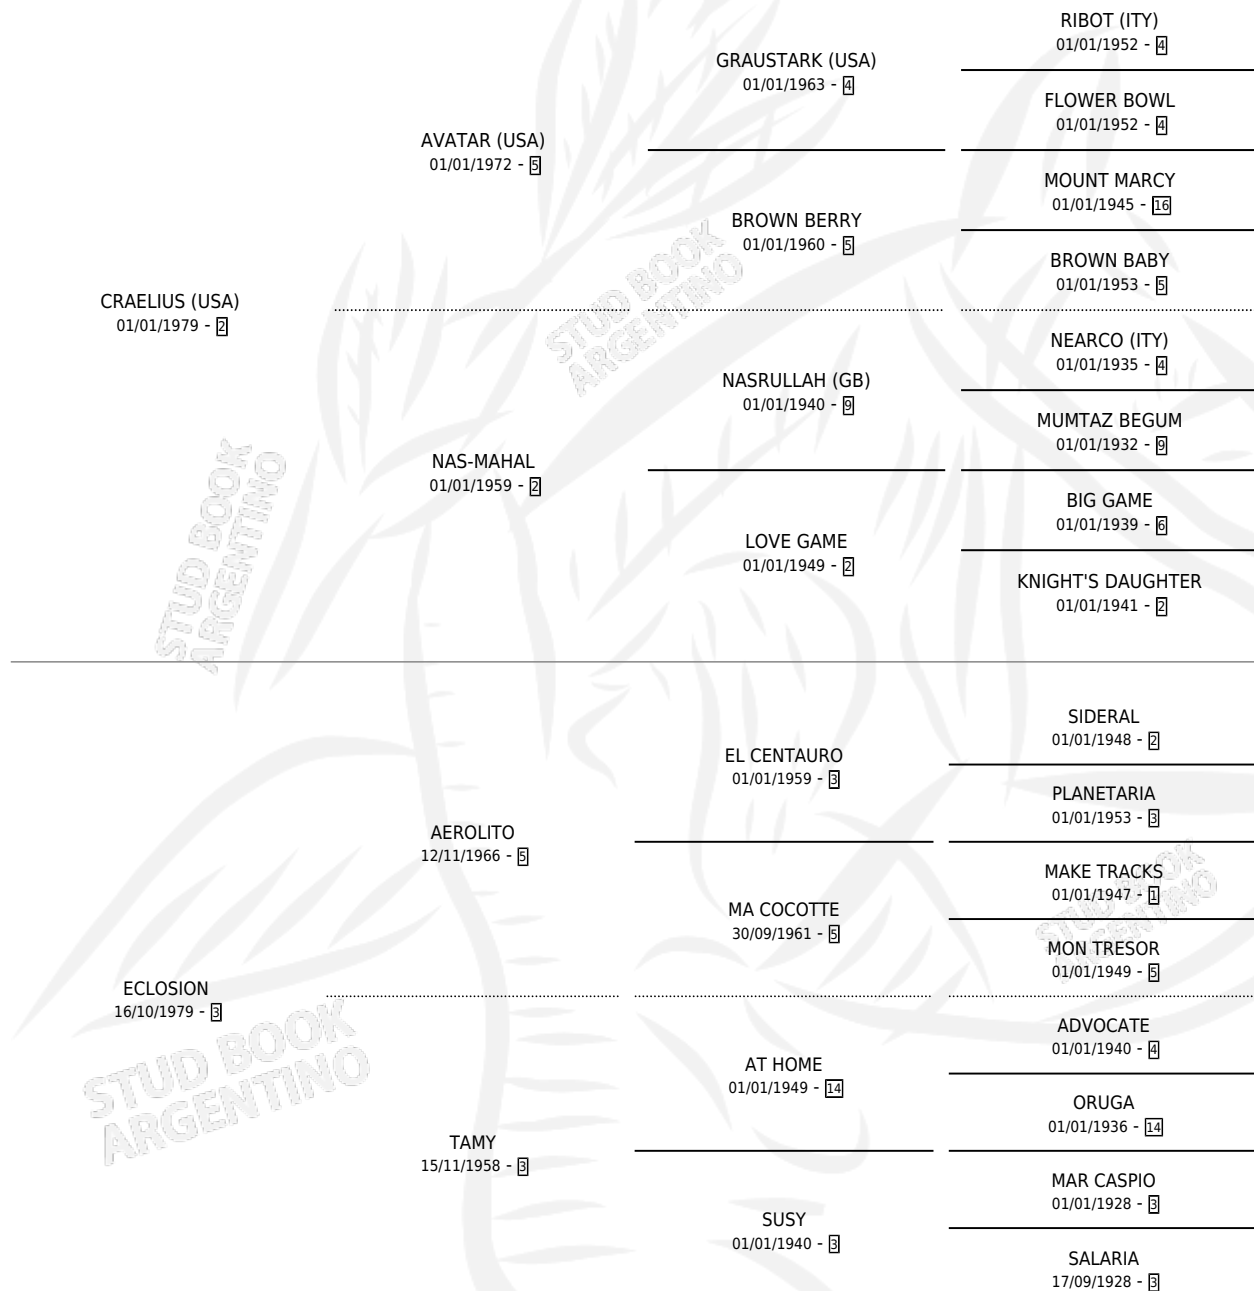 CRAELIUS (USA)
01/01/1979 - 2
AVATAR (USA)
01/01/1972 - 5
NAS-MAHAL
01/01/1959 - 2
GRAUSTARK (USA)
01/01/1963 - 4
BROWN BERRY
01/01/1960 - 5
NASRULLAH (GB)
01/01/1940 - 9
LOVE GAME
01/01/1949 - 2
RIBOT (ITY)
01/01/1952 - 4
FLOWER BOWL
01/01/1952 - 4
MOUNT MARCY
01/01/1945 - 16
BROWN BABY
01/01/1953 - 5
NEARCO (ITY)
01/01/1935 - 4
MUMTAZ BEGUM
01/01/1932 - 9
BIG GAME
01/01/1939 - 6
KNIGHT'S DAUGHTER
01/01/1941 - 2
ECLOSION
16/10/1979 - 3
AEROLITO
12/11/1966 - 5
TAMY
15/11/1958 - 3
EL CENTAURO
01/01/1959 - 3
MA COCOTTE
30/09/1961 - 5
AT HOME
01/01/1949 - 14
SUSY
01/01/1940 - 3
SIDERAL
01/01/1948 - 2
PLANETARIA
01/01/1953 - 3
MAKE TRACKS
01/01/1947 - 1
MON TRESOR
01/01/1949 - 5
ADVOCATE
01/01/1940 - 4
ORUGA
01/01/1936 - 14
MAR CASPIO
01/01/1928 - 3
SALARIA
17/09/1928 - 3
STUD BOOK
ARGENTINO
STUD BOOK
ARGENTINO
STUD BOOK
ARGENTINO
STUD BOOK
ARGENTINO